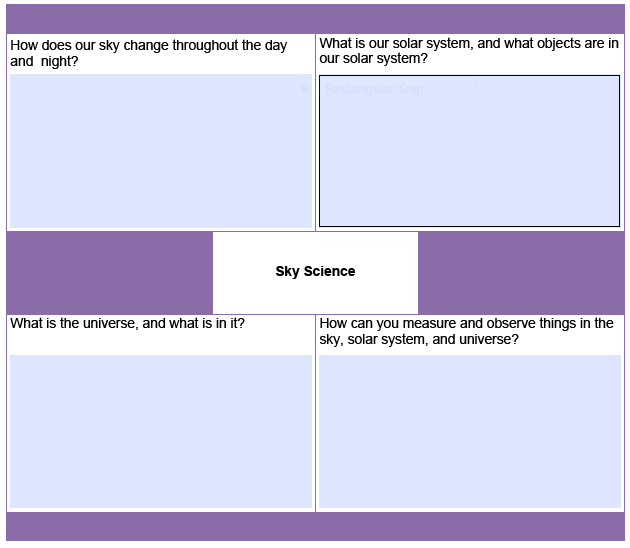 How does our sky change throughout the day
and  night?
What is our solar system, and what objects are in
our solar system?
Rectangular Snip
Sky Science
What is the universe, and what is in it?
How can you measure and observe things in the
sky, solar system, and universe?